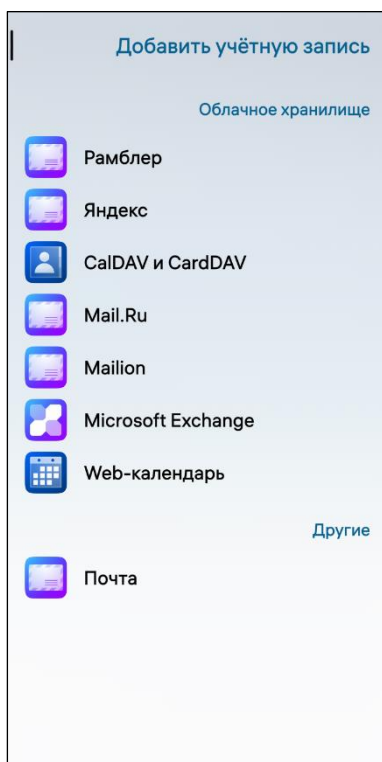 Добавить учётную запись
Облачное хранилище
Рамблер
Яндекс
CalDAV и CardDAV
Mail.Ru
Mailion
Microsoft Exchange
Web-календарь
Другие
Почта